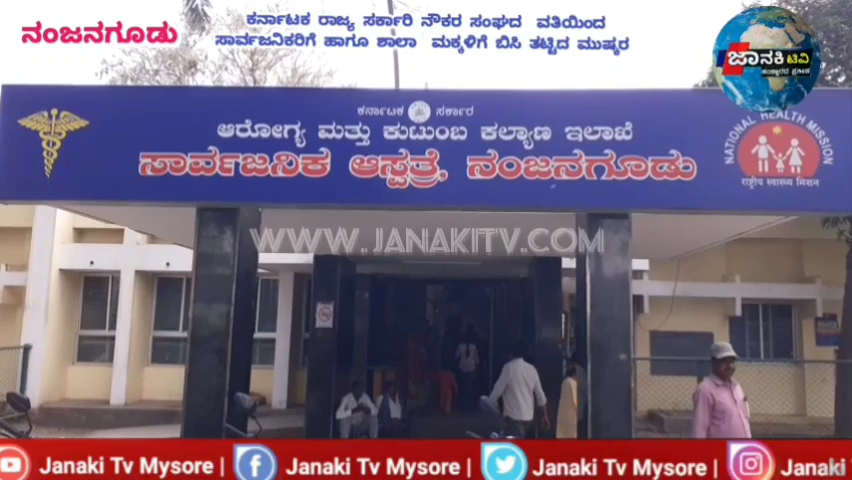 ನಂಜನಗೂಡು
ಕರ್ನಾಟಕ ರಾಜ್ಯ ಸರ್ಕಾರಿ ನೌಕರ ಸಂಘದ ವತಿಯಿಂದ
ಸಾರ್ವಜನಿಕರಿಗೆ ಹಾಗೂ ಶಾಲಾ ಮಕ್ಕಳಿಗೆ ಬಿಸಿ ತಟ್ಟಿದ ಮುಷ್ಕರ
ಜಾನಕಿ ಟಿವಿ
ಕರ್ನಾಟಕ ಸರ್ಕಾರ
ಆರೋಗ್ಯ ಮತ್ತು ಕುಟುಂಬ ಕಲ್ಯಾಣ ಇಲಾಖೆ
ಸಾರ್ವಜನಿಕ ಆಸ್ಪತ್ರೆ, ನಂಜನಗೂಡು
NATIONAL HEALTH MISSION
राष्ट्रीय स्वास्थ्य मिशन
WWW..JANAKITV.COM
Janaki Tv Mysore | Janaki Tv Mysore | Janaki Tv Mysore | Janaki T